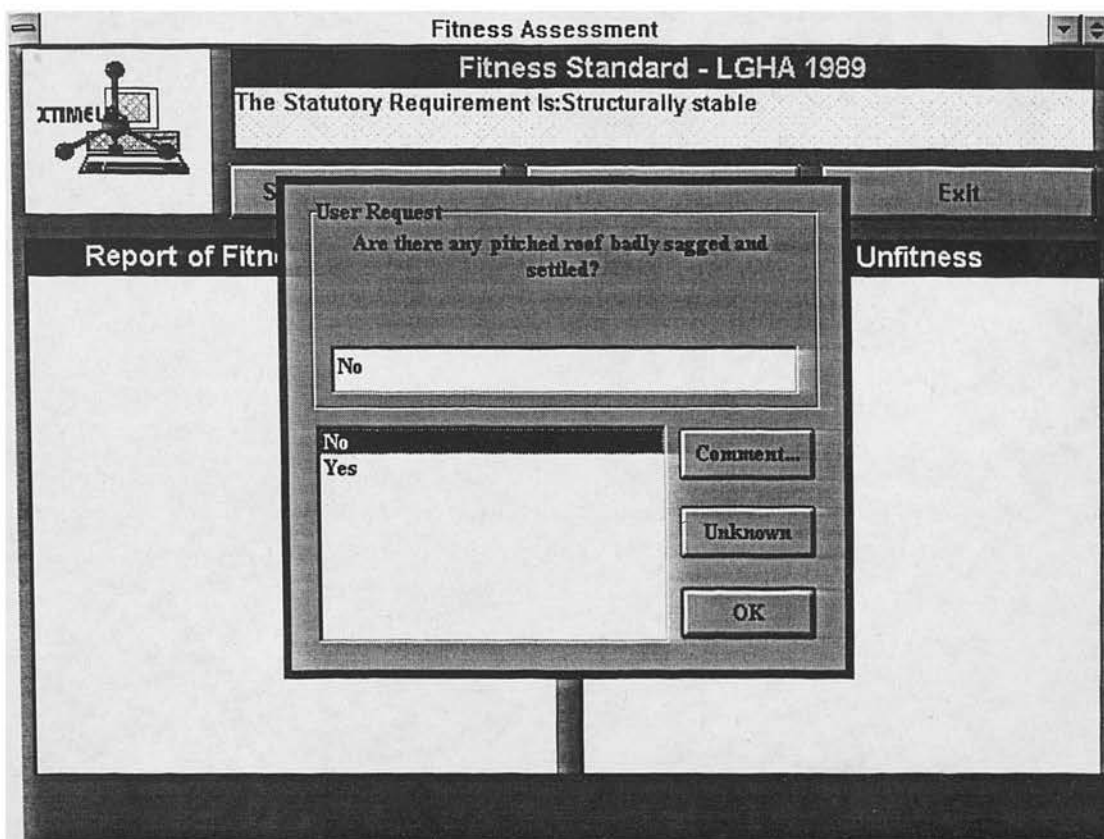 Fitness Assessment
Fitness Standard - LGHA 1989
XTIMEL
The Statutory Requirement Is:Structurally stable
S
Exit
Report of Fitn
Unfitness
User Request
Are there any pitched roof badly sagged and
settled?
No
No
Yes
Comment...
Unknown
OK